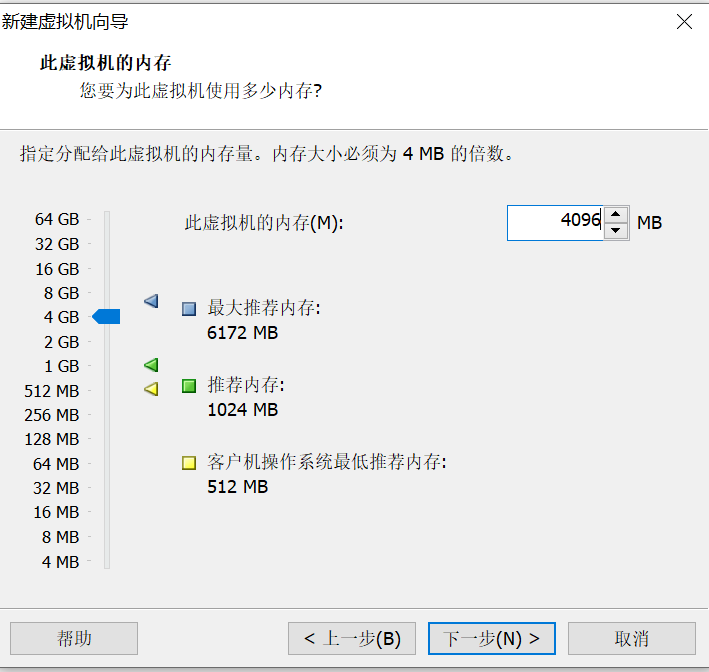 新建虚拟机向导
此虚拟机的内存
您要为此虚拟机使用多少内存?
指定分配给此虚拟机的内存量。内存大小必须为 4 MB 的倍数。
64 GB
此虚拟机的内存(M):
4096
MB
32 GB
16 GB
8 GB
4 GB
2 GB
1 GB
512 MB
256 MB
128 MB
64 MB
32 MB
16 MB
8 MB
4 MB
最大推荐内存:
6172 MB
推荐内存:
1024 MB
客户机操作系统最低推荐内存:
512 MB
帮助
< 上一步(B)
下一步(N) >
取消